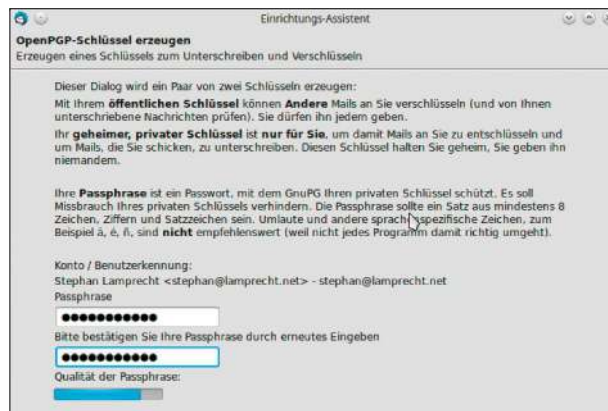 Einrichtungs-Assistent
OpenPGP-Schlüssel erzeugen
Erzeugen eines Schlüssels zum Unterschreiben und Verschlüsseln
Dieser Dialog wird ein Paar von zwei Schlüsseln erzeugen:
Mit Ihrem öffentlichen Schlüssel können Andere Mails an Sie verschlüsseln (und von Ihnen
unterschriebene Nachrichten prüfen). Sie dürfen ihn jedem geben.
Ihr geheimer, privater Schlüssel ist nur für Sie, um damit Mails an Sie zu entschlüsseln und
um Mails, die Sie schicken, zu unterschreiben. Diesen Schlüssel halten Sie geheim, Sie geben ihn
niemandem.
Ihre Passphrase ist ein Passwort, mit dem GnuPG Ihren privaten Schlüssel schützt. Es soll
Missbrauch Ihres privaten Schlüssels verhindern. Die Passphrase sollte ein Satz aus mindestens 8
Zeichen, Ziffern und Satzzeichen sein. Umlaute und andere sprachenspezifische Zeichen, zum
Beispiel á, é, ñ, sind nicht empfehlenswert (weil nicht jedes Programm damit richtig umgeht).
Konto / Benutzerkennung:
Stephan Lamprecht <stephan@lamprecht.net> - stephan@lamprecht.net
Passphrase
Bitte bestätigen Sie Ihre Passphrase durch erneutes Eingeben
Qualität der Passphrase: